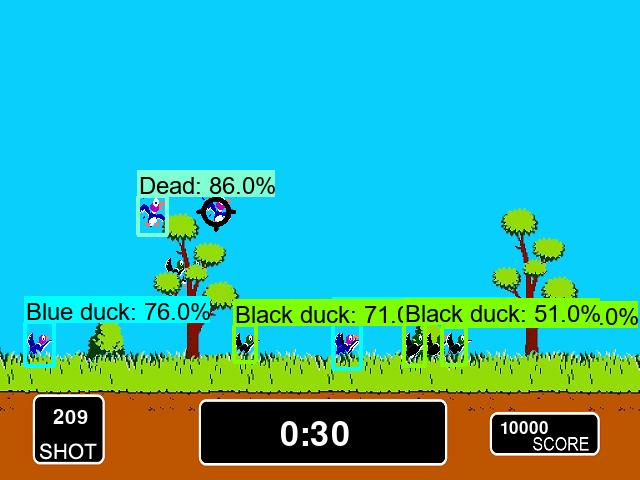 Dead: 86.0%
Blue duck: 76.0%
Black duck: 71.0
Black duck: 51.0%
.0%
209
SHOT
0:30
10000
SCORE